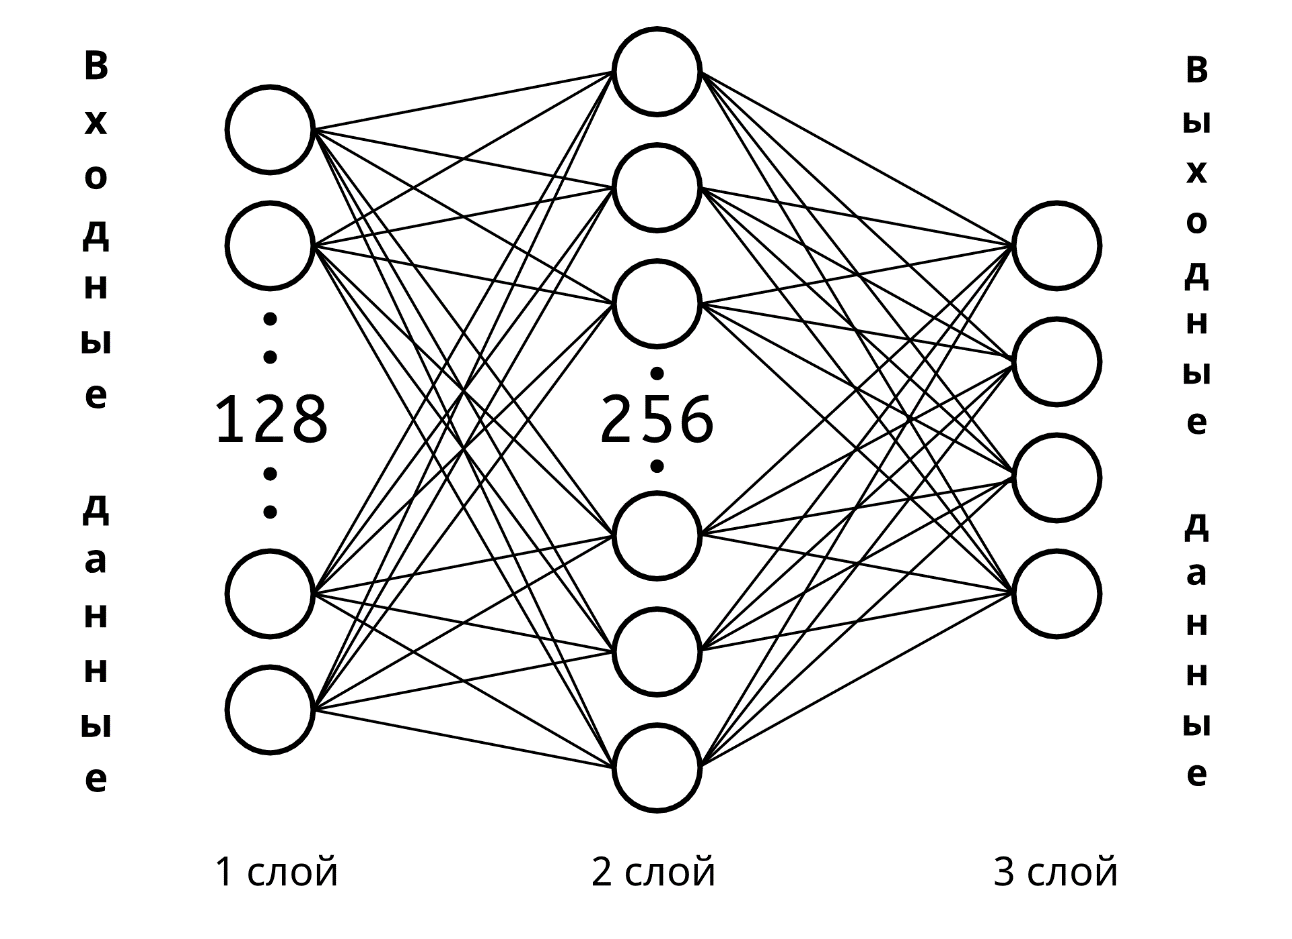 Входные данные
128
256
Выходные данные
1 слой
2 слой
3 слой